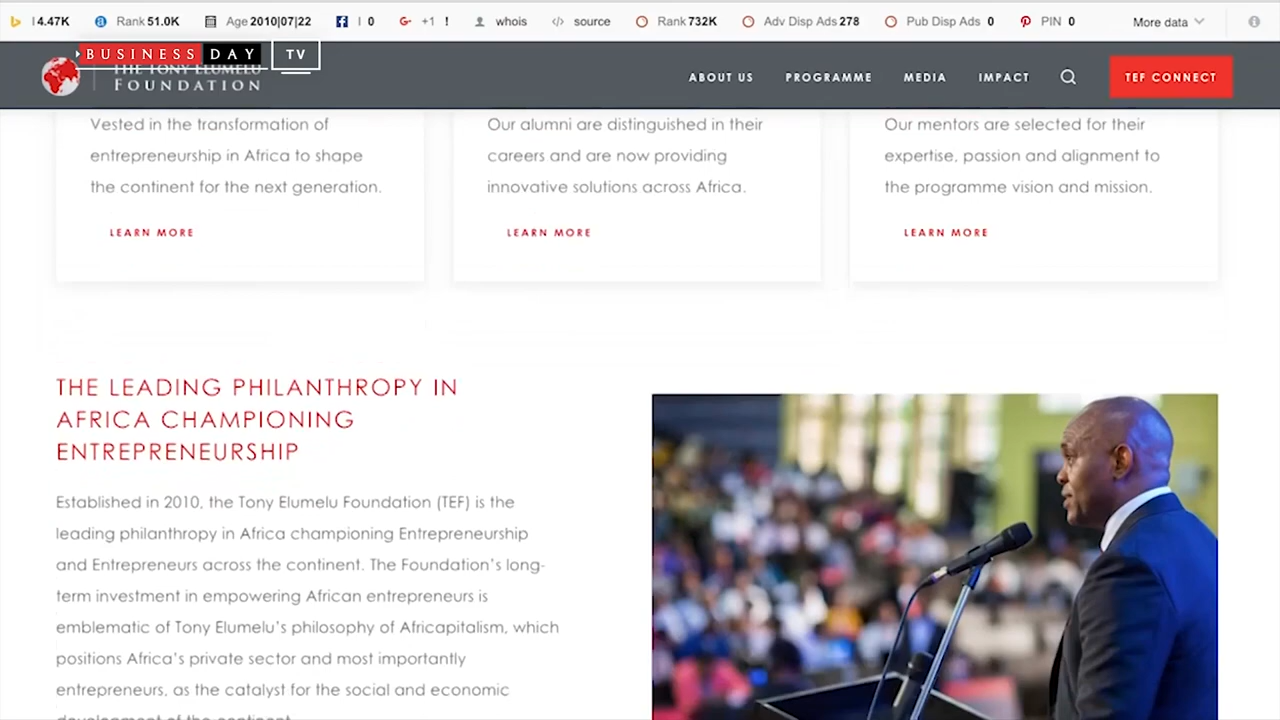 l 4.47K Rank 51.0K Age 2010|07|22 l 0 +1 ! whois source Rank 732K Adv Disp Ads 278 Pub Disp Ads 0 PIN 0 More data
BUSINESS DAY TV
THE TONY ELUMELU
FOUNDATION
ABOUT US PROGRAMME MEDIA IMPACT TEF CONNECT
Vested in the transformation of
entrepreneurship in Africa to shape
the continent for the next generation.
LEARN MORE
Our alumni are distinguished in their
careers and are now providing
innovative solutions across Africa.
LEARN MORE
Our mentors are selected for their
expertise, passion and alignment to
the programme vision and mission.
LEARN MORE
THE LEADING PHILANTHROPY IN
AFRICA CHAMPIONING
ENTREPRENEURSHIP
Established in 2010, the Tony Elumelu Foundation (TEF) is the
leading philanthropy in Africa championing Entrepreneurship
and Entrepreneurs across the continent. The Foundation's long-
term investment in empowering African entrepreneurs is
emblematic of Tony Elumelu's philosophy of Africapitalism, which
positions Africa's private sector and most importantly
entrepreneurs, as the catalyst for the social and economic
development of the continent.